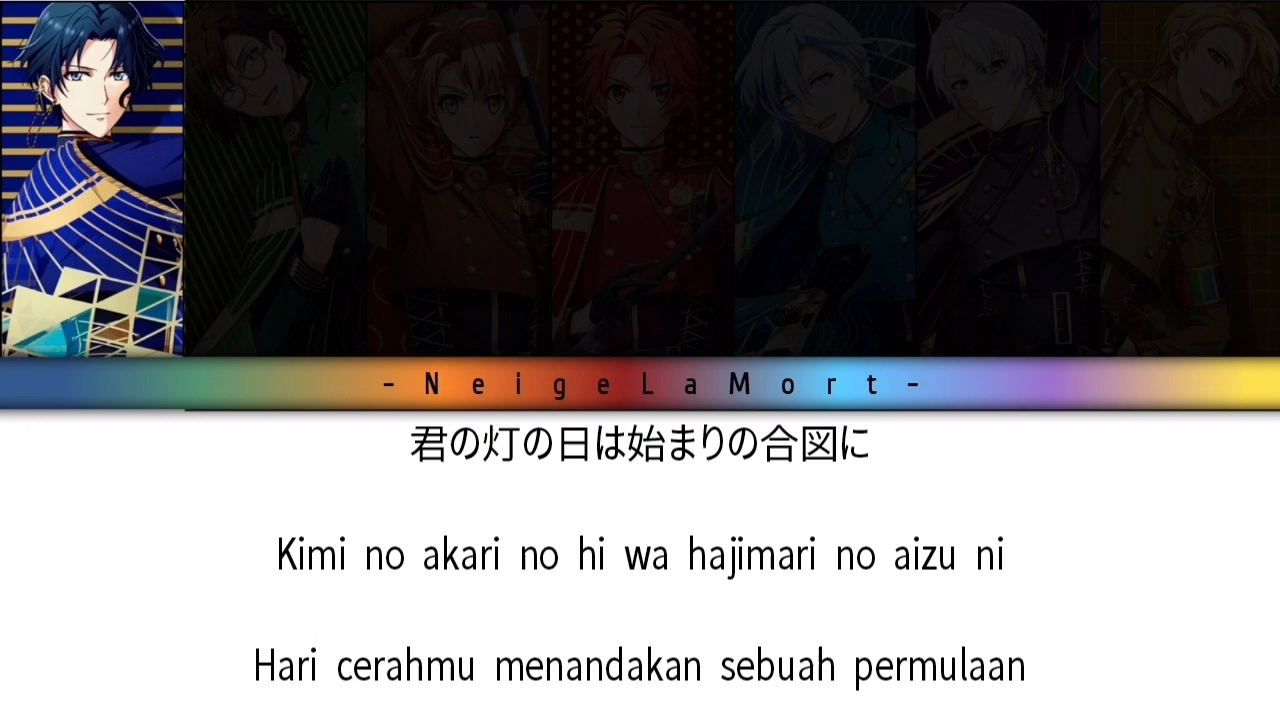 - NeigeLaMort -
君の灯の日は始まりの合図に
Kimi no akari no hi wa hajimari no aizu ni
Hari cerahmu menandakan sebuah permulaan